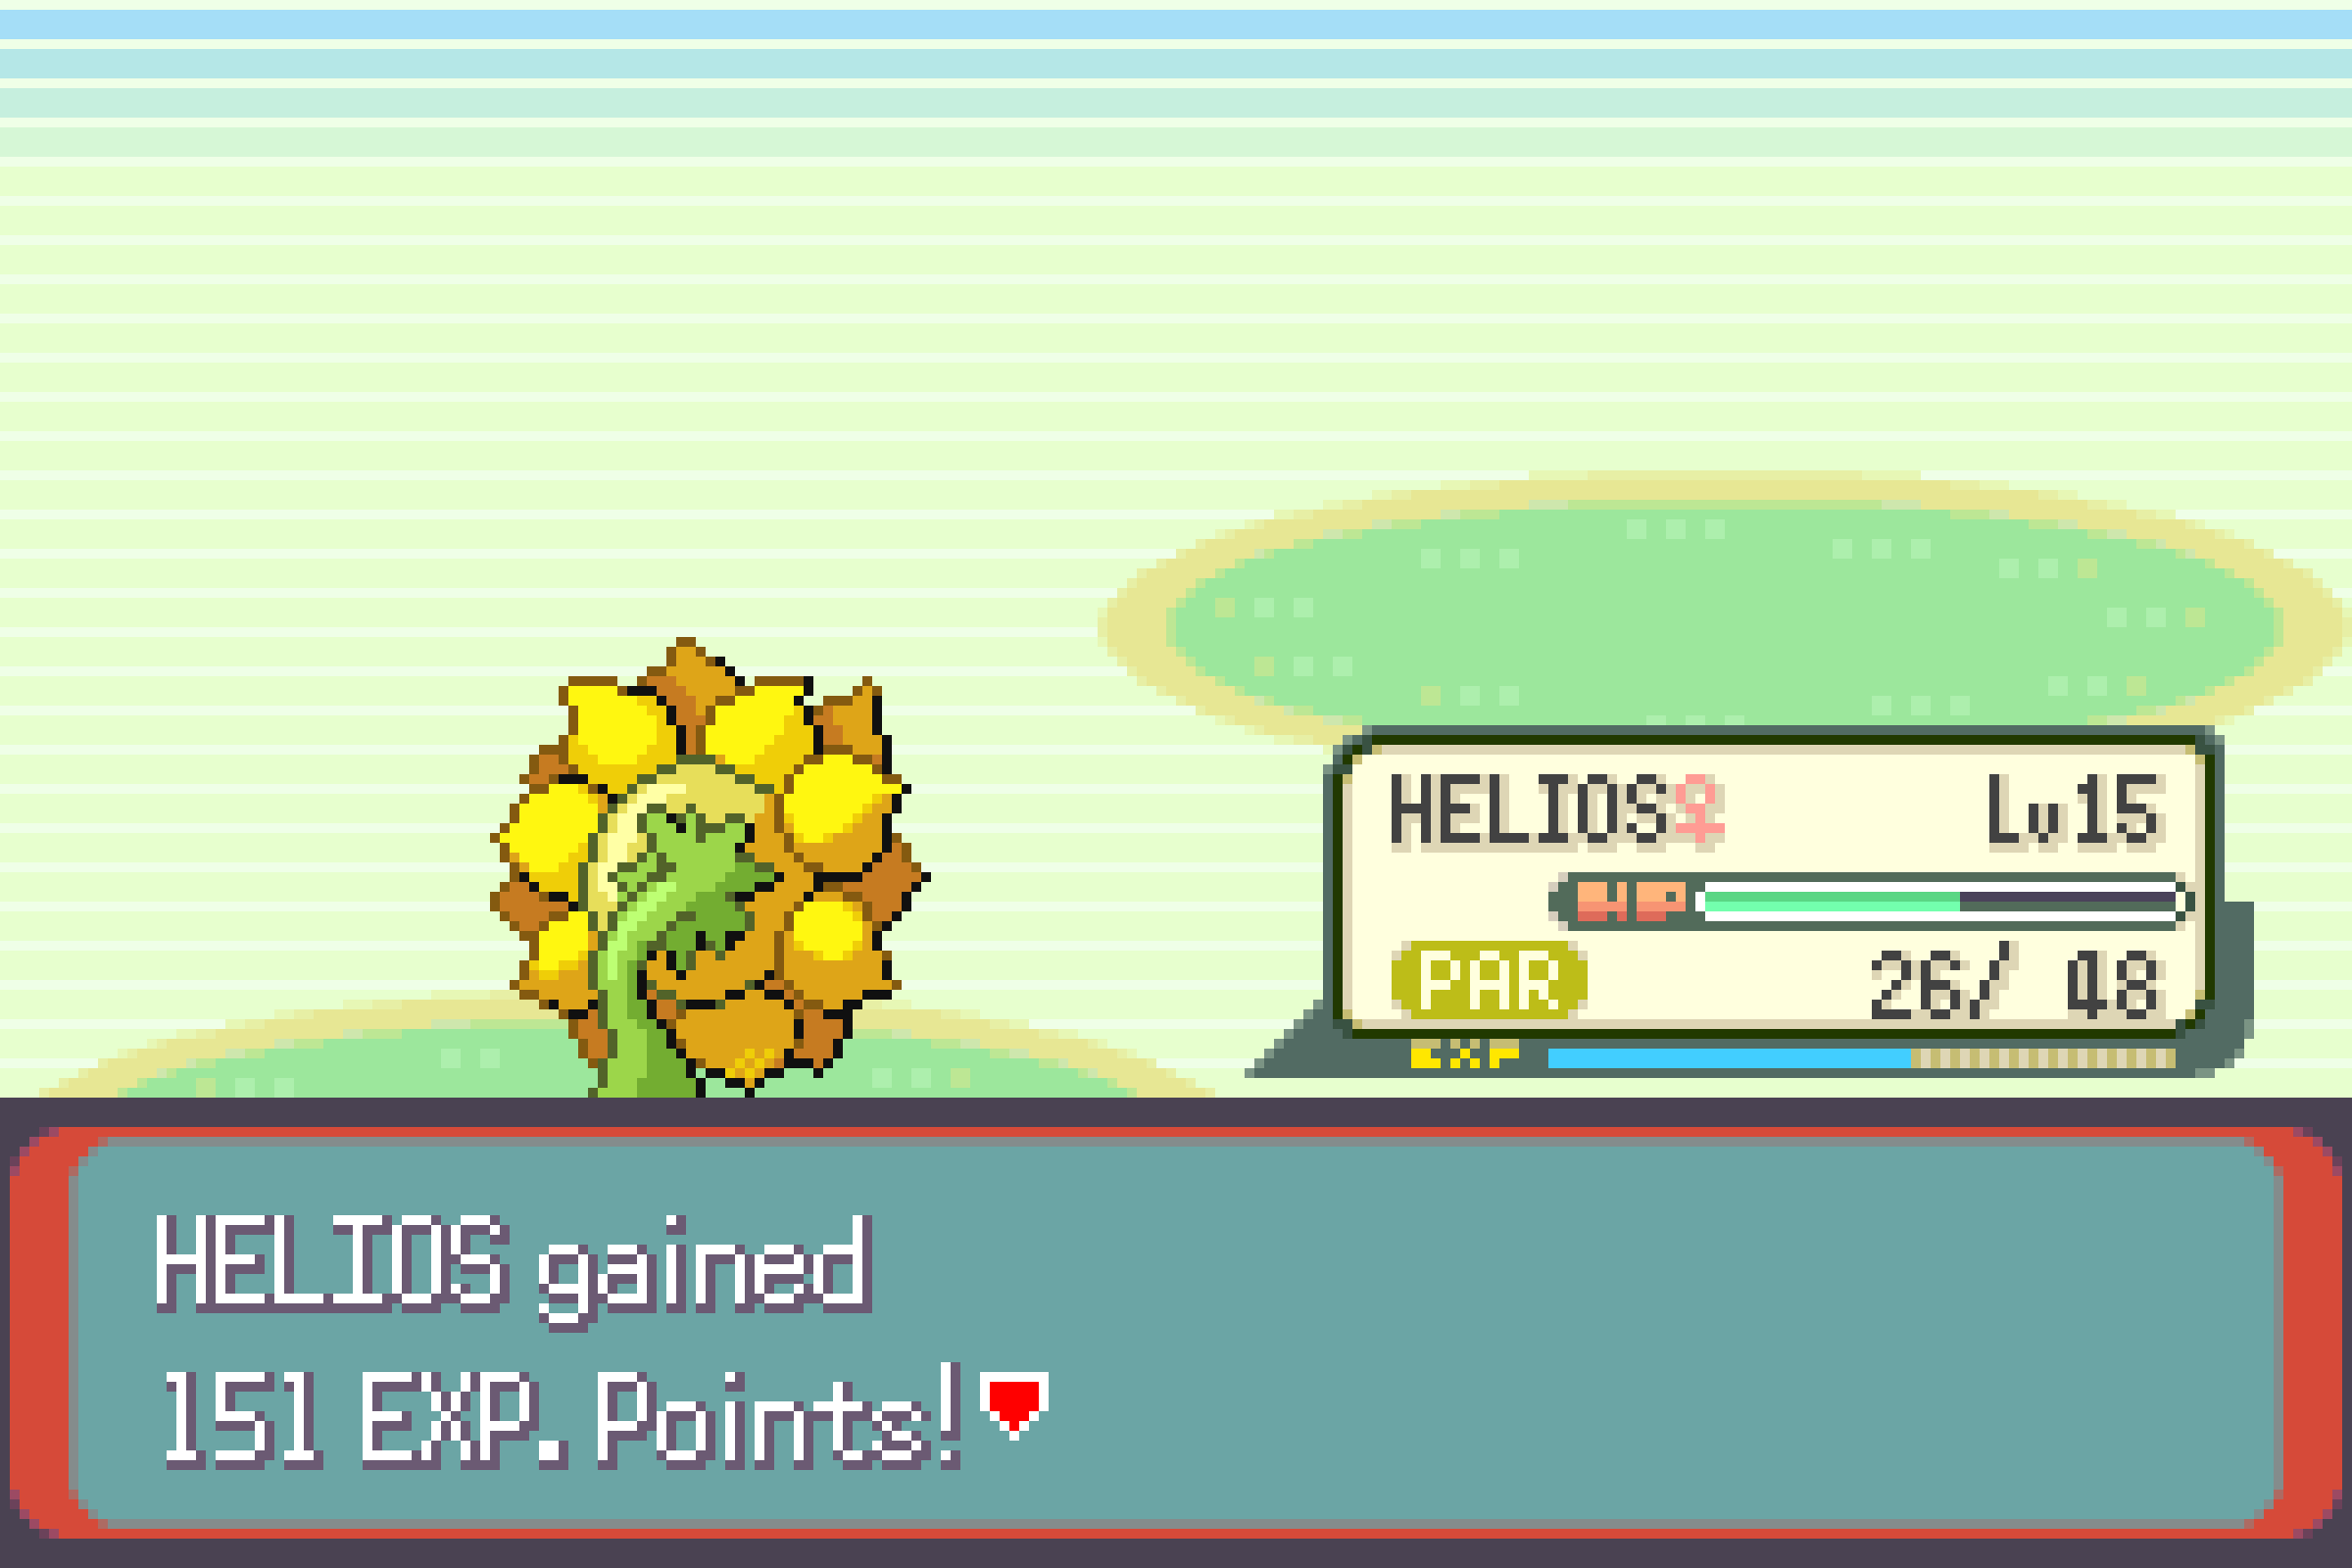 HELIOS♀ Lv15
HP
PAR 26/ 48
EXP
HELIOS gained
151 EXP. Points!